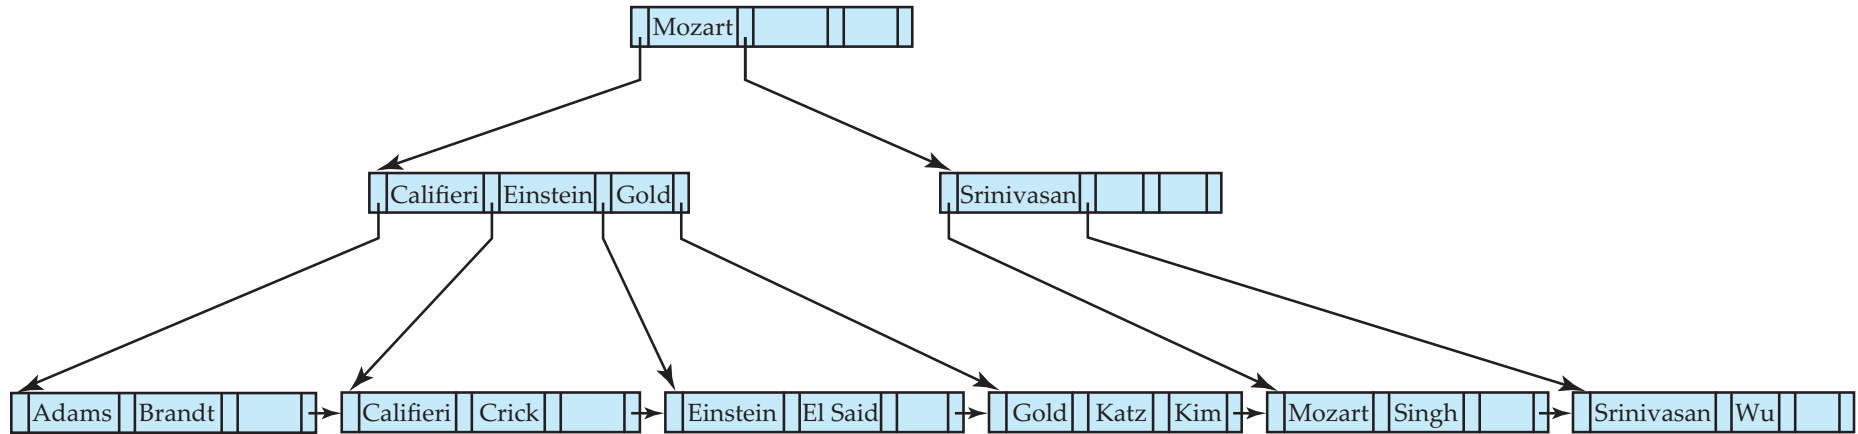 Mozart
Califieri Einstein Gold Srinivasan
Adams Brandt Califieri Crick Einstein El Said Gold Katz Kim Mozart Singh Srinivasan Wu